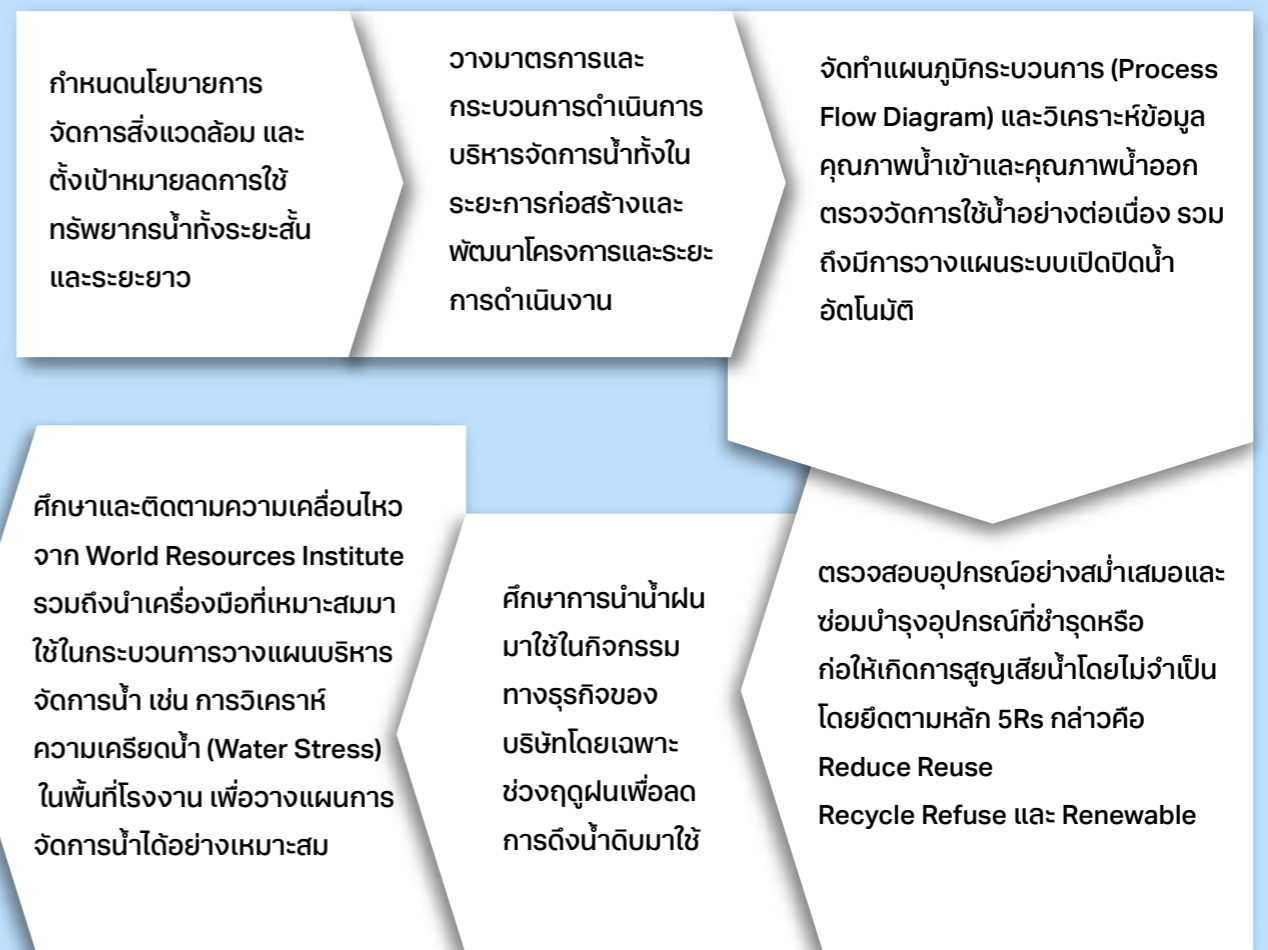 กำหนดนโยบายการ
จัดการสิ่งแวดล้อม และ
ตั้งเป้าหมายลดการใช้
ทรัพยากรน้ำทั้งระยะสั้น
และระยะยาว
วางมาตรการและ
กระบวนการดำเนินการ
บริหารจัดการน้ำทั้งใน
ระยะการก่อสร้างและ
พัฒนาโครงการและระยะ
การดำเนินงาน
จัดทำแผนภูมิกระบวนการ (Process
Flow Diagram) และวิเคราะห์ข้อมูล
คุณภาพน้ำเข้าและคุณภาพน้ำออก
ตรวจวัดการใช้น้ำอย่างต่อเนื่อง รวม
ถึงมีการวางแผนระบบเปิดปิดน้ำ
อัตโนมัติ
ตรวจสอบอุปกรณ์อย่างสม่ำเสมอและ
ซ่อมบำรุงอุปกรณ์ที่ชำรุดหรือ
ก่อให้เกิดการสูญเสียน้ำโดยไม่จำเป็น
โดยยึดตามหลัก 5Rs กล่าวคือ
Reduce Reuse
Recycle Refuse และ Renewable
ศึกษาการนำน้ำฝน
มาใช้ในกิจกรรม
ทางธุรกิจของ
บริษัทโดยเฉพาะ
ช่วงฤดูฝนเพื่อลด
การดึงน้ำดิบมาใช้
ศึกษาและติดตามความเคลื่อนไหว
จาก World Resources Institute
รวมถึงนำเครื่องมือที่เหมาะสมมา
ใช้ในกระบวนการวางแผนบริหาร
จัดการน้ำ เช่น การวิเคราห์
ความเครียดน้ำ (Water Stress)
ในพื้นที่โรงงาน เพื่อวางแผนการ
จัดการน้ำได้อย่างเหมาะสม